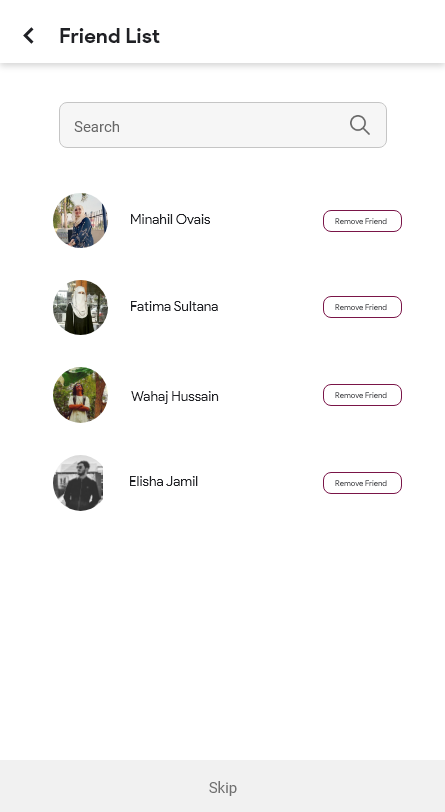 Friend List
Search
Minahil Ovais
Remove Friend
Fatima Sultana
Remove Friend
Wahaj Hussain
Remove Friend
Elisha Jamil
Remove Friend
Skip